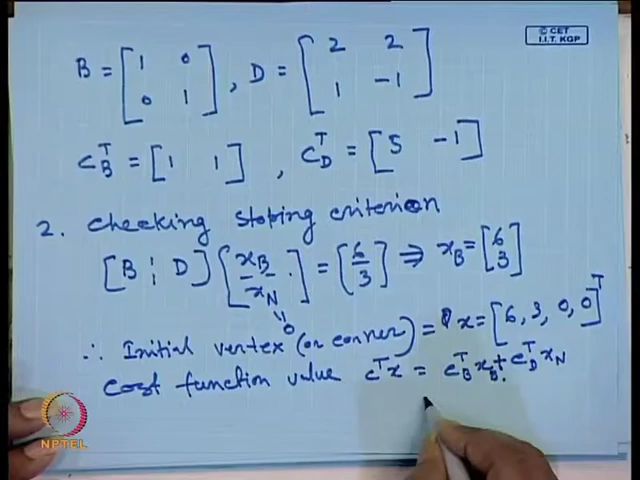 © CET
I.I.T. KGP
B = [1 0; 0 1], D = [2 2; 1 -1]
c_B^T = [1 1], c_D^T = [5 -1]
2. checking stoping criterion
[B ⋮ D] [x_B; x_N] = [6; 3] ⇒ x_B = [6; 3]
0
∴ Initial vertex (or corner) = x = [6, 3, 0, 0]^T
cost function value c^T x = c_B^T x_B + c_D^T x_N
NPTEL